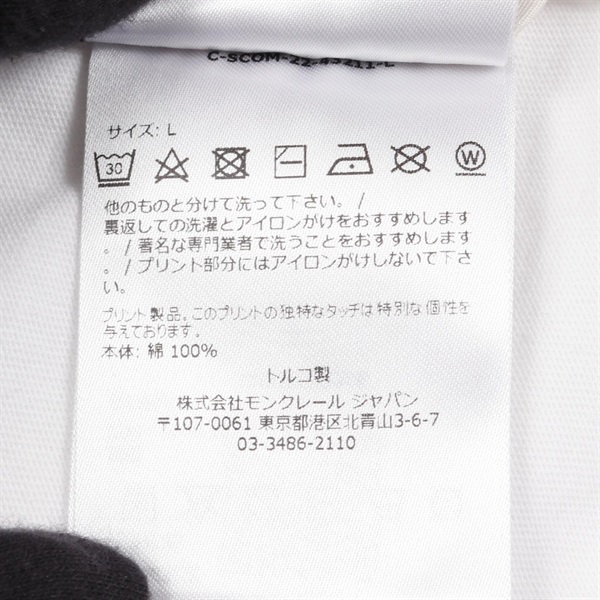 C-SCOM-22-45211-L
サイズ: L
30
W
他のものと分けて洗って下さい。/
裏返しての洗濯とアイロンがけをおすすめします
。/ 著名な専門業者で洗うことをおすすめします
。/ プリント部分にはアイロンがけしないで下さ
い。
プリント製品。このプリントの独特なタッチは特別な個性を
与えております。
本体: 綿 100%
トルコ製
株式会社モンクレール ジャパン
〒107-0061 東京都港区北青山3-6-7
03-3486-2110